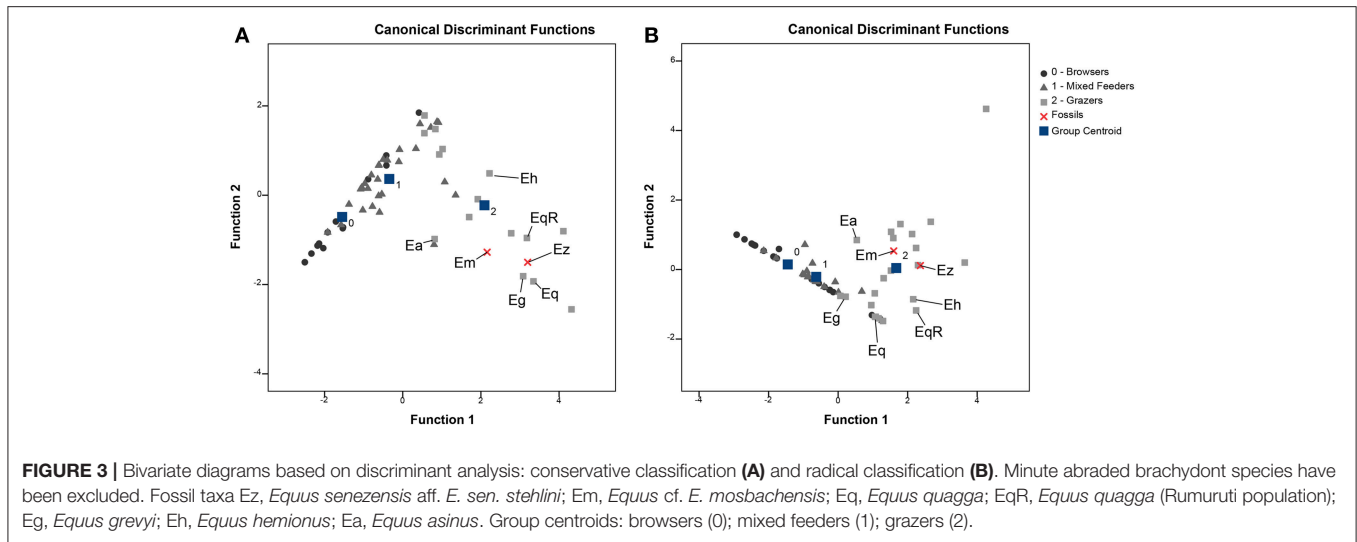 A
Canonical Discriminant Functions
2
0
-2
-4
-2
0
2
4
Function 2
Function 1
0
1
2
Eh
EqR
Ea
Em
Ez
Eg
Eq
B
Canonical Discriminant Functions
6
4
2
0
-2
-2
0
2
4
Function 2
Function 1
0
1
2
Ea
Em
Ez
Eg
Eh
EqR
Eq
0 - Browsers
1 - Mixed Feeders
2 - Grazers
Fossils
Group Centroid
FIGURE 3 | Bivariate diagrams based on discriminant analysis: conservative classification (A) and radical classification (B). Minute abraded brachydont species have
been excluded. Fossil taxa Ez, Equus senezensis aff. E. sen. stehlini; Em, Equus cf. E. mosbachensis; Eq, Equus quagga; EqR, Equus quagga (Rumuruti population);
Eg, Equus grevyi; Eh, Equus hemionus; Ea, Equus asinus. Group centroids: browsers (0); mixed feeders (1); grazers (2).